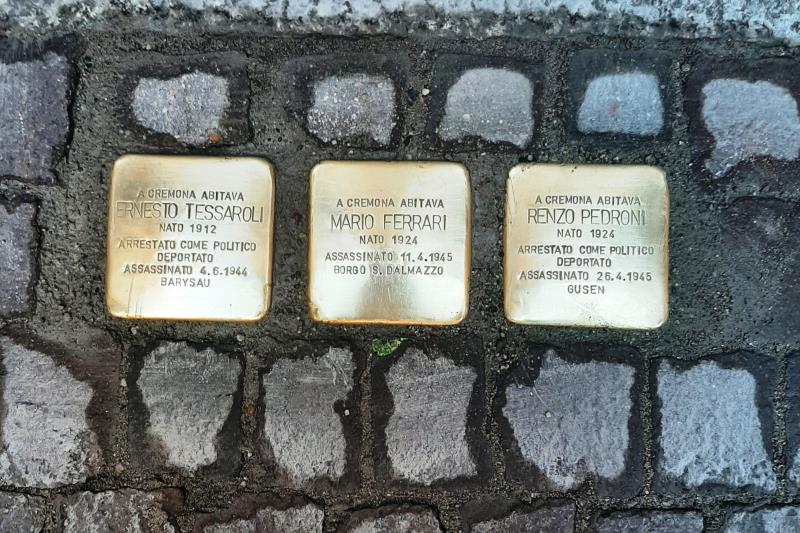 A CREMONA ABITAVA
ERNESTO TESSAROLI
NATO 1912
ARRESTATO COME POLITICO
DEPORTATO
ASSASSINATO 4.6.1944
BARYSAU
A CREMONA ABITAVA
MARIO FERRARI
NATO 1924
ASSASSINATO 11.4.1945
BORGO S. DALMAZZO
A CREMONA ABITAVA
RENZO PEDRONI
NATO 1924
ARRESTATO COME POLITICO
DEPORTATO
ASSASSINATO 26.4.1945
GUSEN